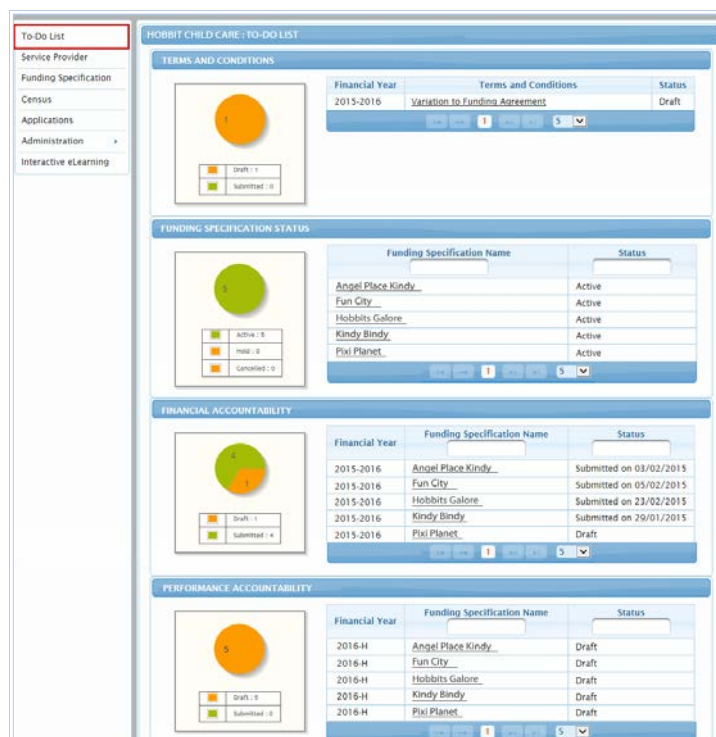 To-Do List
Service Provider
Funding Specification
Census
Applications
Administration
Interactive eLearning
HOBBIT CHILD CARE : TO-DO LIST
TERMS AND CONDITIONS
1
Draft : 1
Submitted : 0
Financial Year Terms and Conditions Status
2015-2016 Variation to Funding Agreement Draft
1 5
FUNDING SPECIFICATION STATUS
5
Active : 5
Hold : 0
Cancelled : 0
Funding Specification Name Status
Angel Place Kindy Active
Fun City Active
Hobbits Galore Active
Kindy Bindy Active
Pixi Planet Active
1 5
FINANCIAL ACCOUNTABILITY
4
1
Draft : 1
Submitted : 4
Financial Year Funding Specification Name Status
2015-2016 Angel Place Kindy Submitted on 03/02/2015
2015-2016 Fun City Submitted on 05/02/2015
2015-2016 Hobbits Galore Submitted on 23/02/2015
2015-2016 Kindy Bindy Submitted on 29/01/2015
2015-2016 Pixi Planet Draft
1 5
PERFORMANCE ACCOUNTABILITY
5
Draft : 5
Submitted : 0
Financial Year Funding Specification Name Status
2016-H Angel Place Kindy Draft
2016-H Fun City Draft
2016-H Hobbits Galore Draft
2016-H Kindy Bindy Draft
2016-H Pixi Planet Draft
1 5